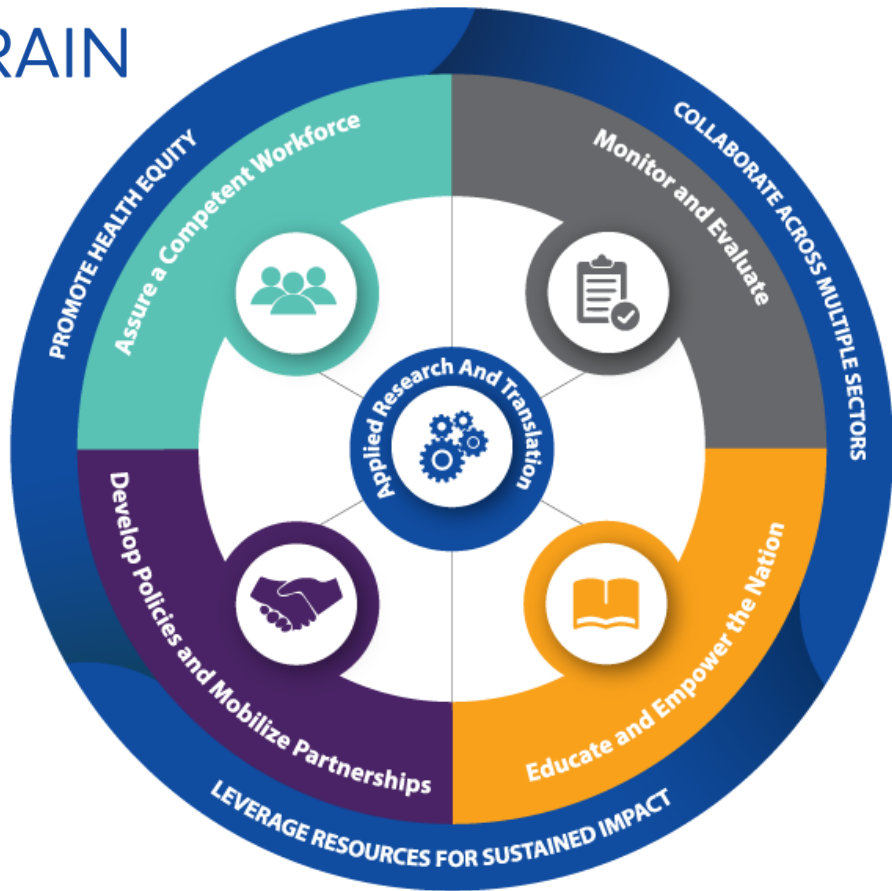 RAIN
PROMOTE HEALTH EQUITY
COLLABORATE ACROSS MULTIPLE SECTORS
LEVERAGE RESOURCES FOR SUSTAINED IMPACT
Assure a Competent Workforce
Monitor and Evaluate
Applied Research And Translation
Develop Policies and Mobilize Partnerships
Educate and Empower the Nation